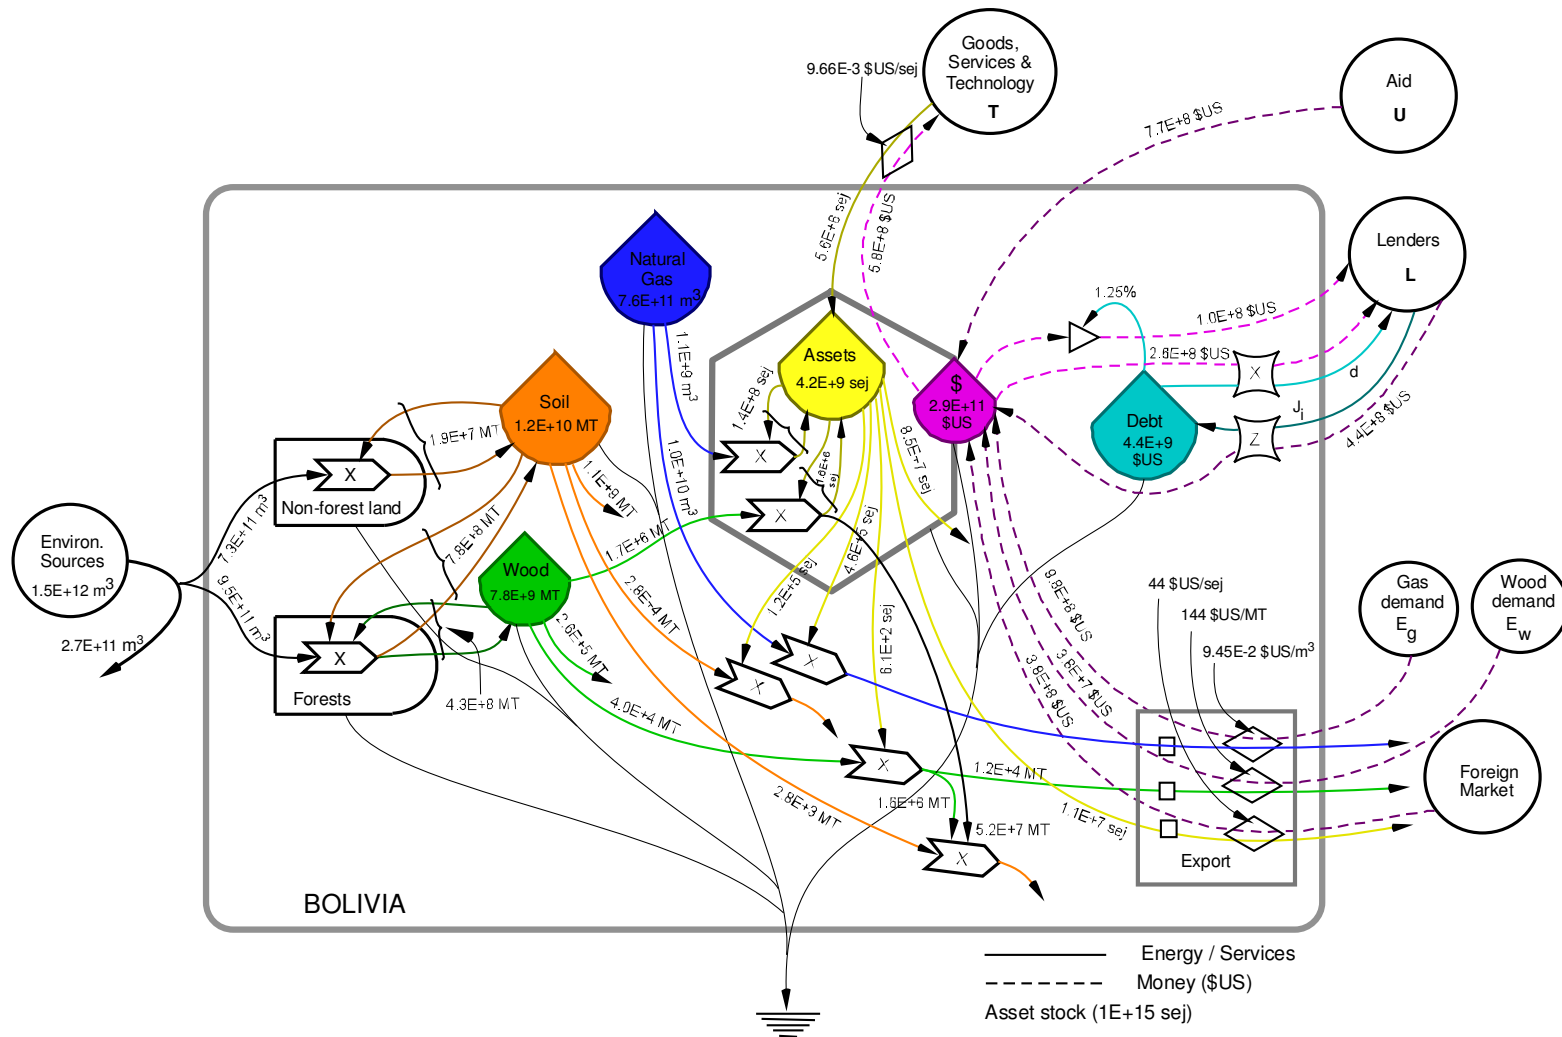 Goods,
Services &
Technology
T
9.66E-3 $US/sej
Aid
U
7.7E+8 $US
5.6E+8 sej
5.8E+8 $US
Lenders
L
Natural
Gas
7.6E+11 m³
1.25%
1.0E+8 $US
2.6E+8 $US
X
d
J i
Z
4.4E+8 $US
1.1E+9 m³
Assets
4.2E+9 sej
$
2.9E+11
$US
Debt
4.4E+9
$US
1.4E+8 sej
X
1.6E+6
sej
X
8.5E+7 sej
Soil
1.2E+10 MT
1.9E+7 MT
1.1E+9 MT
1.0E+10 m³
X
Non-forest land
7.3E+11 m³
7.8E+8 MT
Environ.
Sources
1.5E+12 m³
9.5E+11 m³
2.7E+11 m³
Wood
7.8E+9 MT
1.7E+6 MT
2.8E+4 MT
2.6E+5 MT
4.0E+4 MT
X
Forests
4.3E+8 MT
1.2E+5 sej
4.6E+5 sej
6.1E+2 sej
X
X
X
9.8E+8 $US
3.8E+7 $US
3.8E+8 $US
44 $US/sej
144 $US/MT
9.45E-2 $US/m³
Gas
demand
E g
Wood
demand
E w
1.2E+4 MT
1.6E+6 MT
2.8E+3 MT
5.2E+7 MT
X
1.1E+7 sej
Export
Foreign
Market
BOLIVIA
Energy / Services
Money ($US)
Asset stock (1E+15 sej)